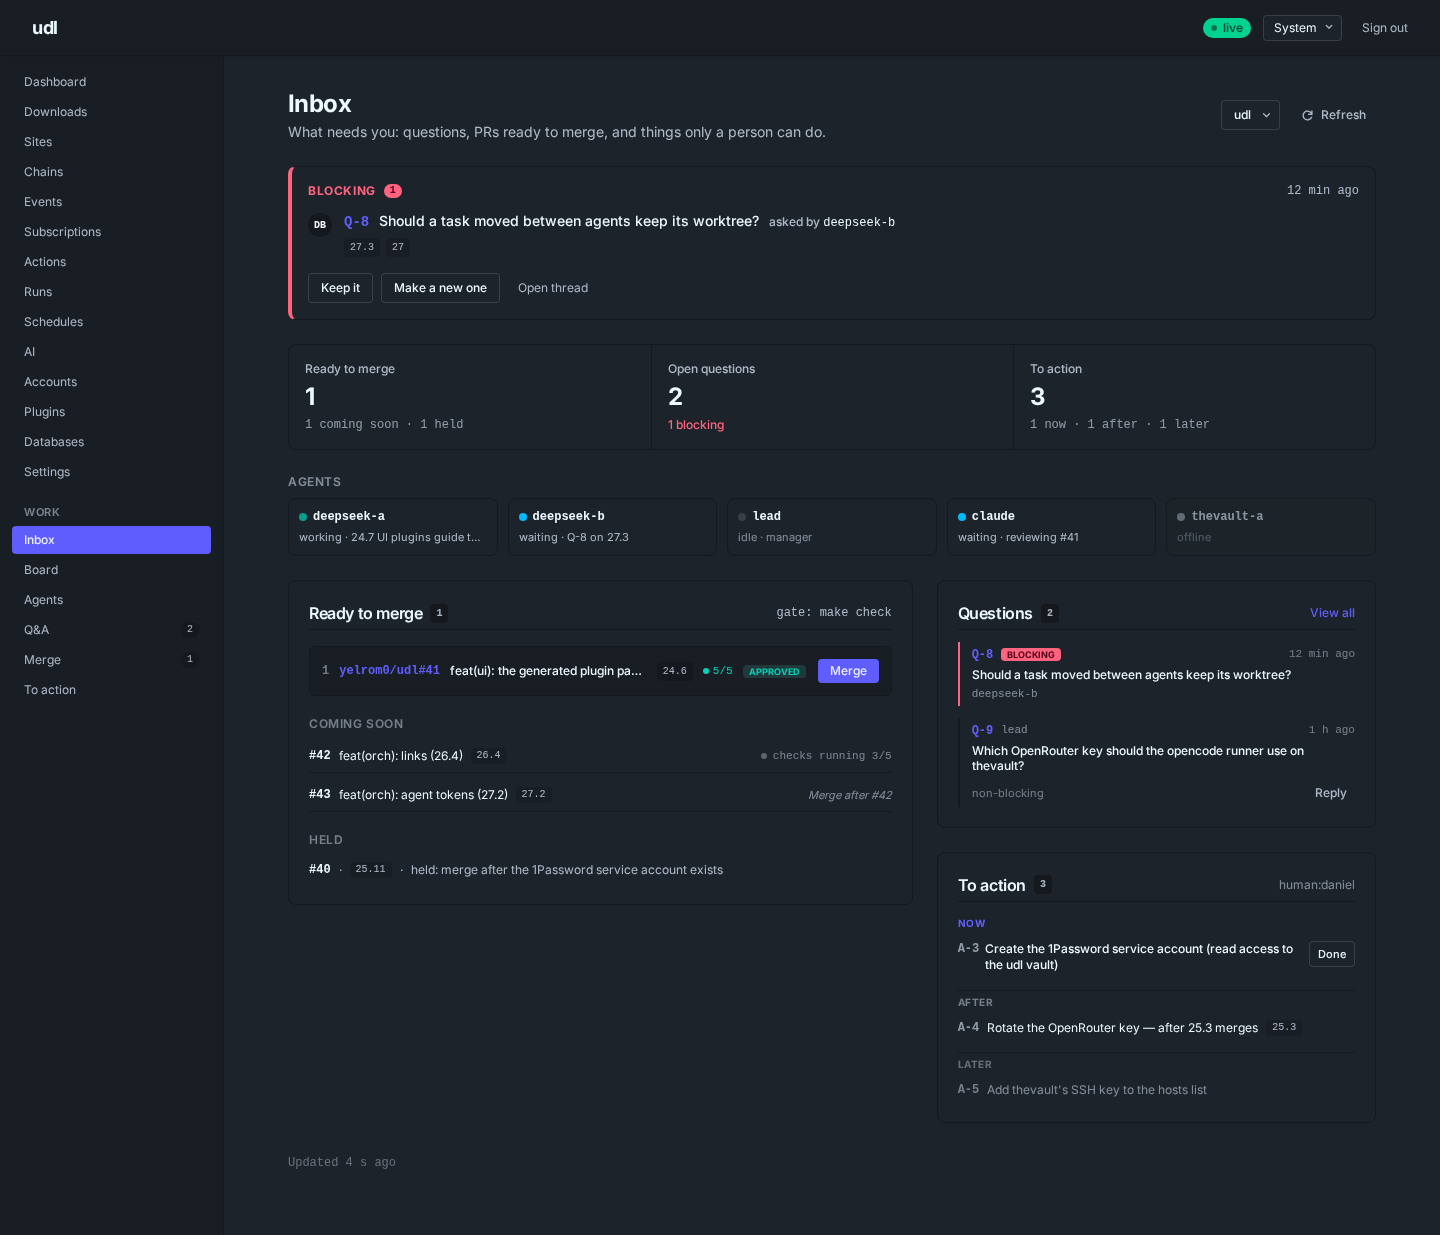 udl
live
System
Sign out
Dashboard
Downloads
Sites
Chains
Events
Subscriptions
Actions
Runs
Schedules
AI
Accounts
Plugins
Databases
Settings
WORK
Inbox
Board
Agents
Q&A 2
Merge 1
To action
Inbox
What needs you: questions, PRs ready to merge, and things only a person can do.
udl
Refresh
BLOCKING 1
12 min ago
DB Q-8 Should a task moved between agents keep its worktree? asked by deepseek-b
27.3 27
Keep it Make a new one Open thread
Ready to merge
1
1 coming soon · 1 held
Open questions
2
1 blocking
To action
3
1 now · 1 after · 1 later
AGENTS
deepseek-a
working · 24.7 UI plugins guide t...
deepseek-b
waiting · Q-8 on 27.3
lead
idle · manager
claude
waiting · reviewing #41
thevault-a
offline
Ready to merge 1
gate: make check
1 yelrom0/udl#41 feat(ui): the generated plugin pa... 24.6 5/5 APPROVED Merge
COMING SOON
#42 feat(orch): links (26.4) 26.4 checks running 3/5
#43 feat(orch): agent tokens (27.2) 27.2 Merge after #42
HELD
#40 · 25.11 · held: merge after the 1Password service account exists
Questions 2
View all
Q-8 BLOCKING 12 min ago
Should a task moved between agents keep its worktree?
deepseek-b
Q-9 lead 1 h ago
Which OpenRouter key should the opencode runner use on
thevault?
non-blocking Reply
To action 3
human:daniel
NOW
A-3 Create the 1Password service account (read access to
the udl vault)
Done
AFTER
A-4 Rotate the OpenRouter key — after 25.3 merges 25.3
LATER
A-5 Add thevault's SSH key to the hosts list
Updated 4 s ago